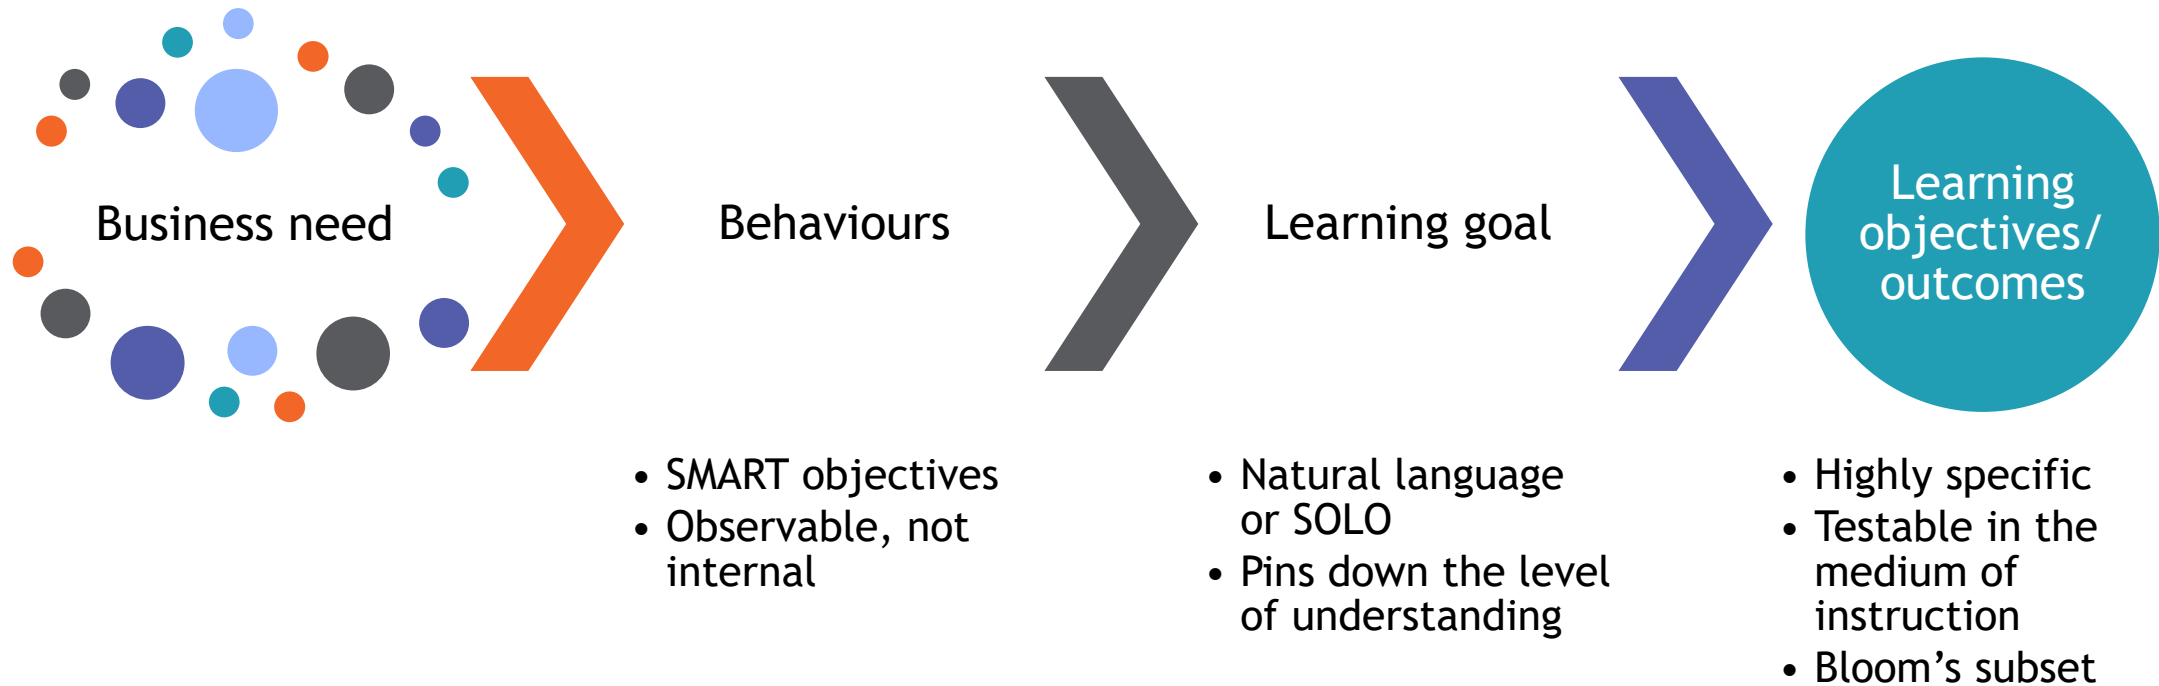 Business need
Behaviours
Learning goal
Learning
objectives/
outcomes
• SMART objectives
• Observable, not
internal
• Natural language
or SOLO
• Pins down the level
of understanding
• Highly specific
• Testable in the
medium of
instruction
• Bloom’s subset